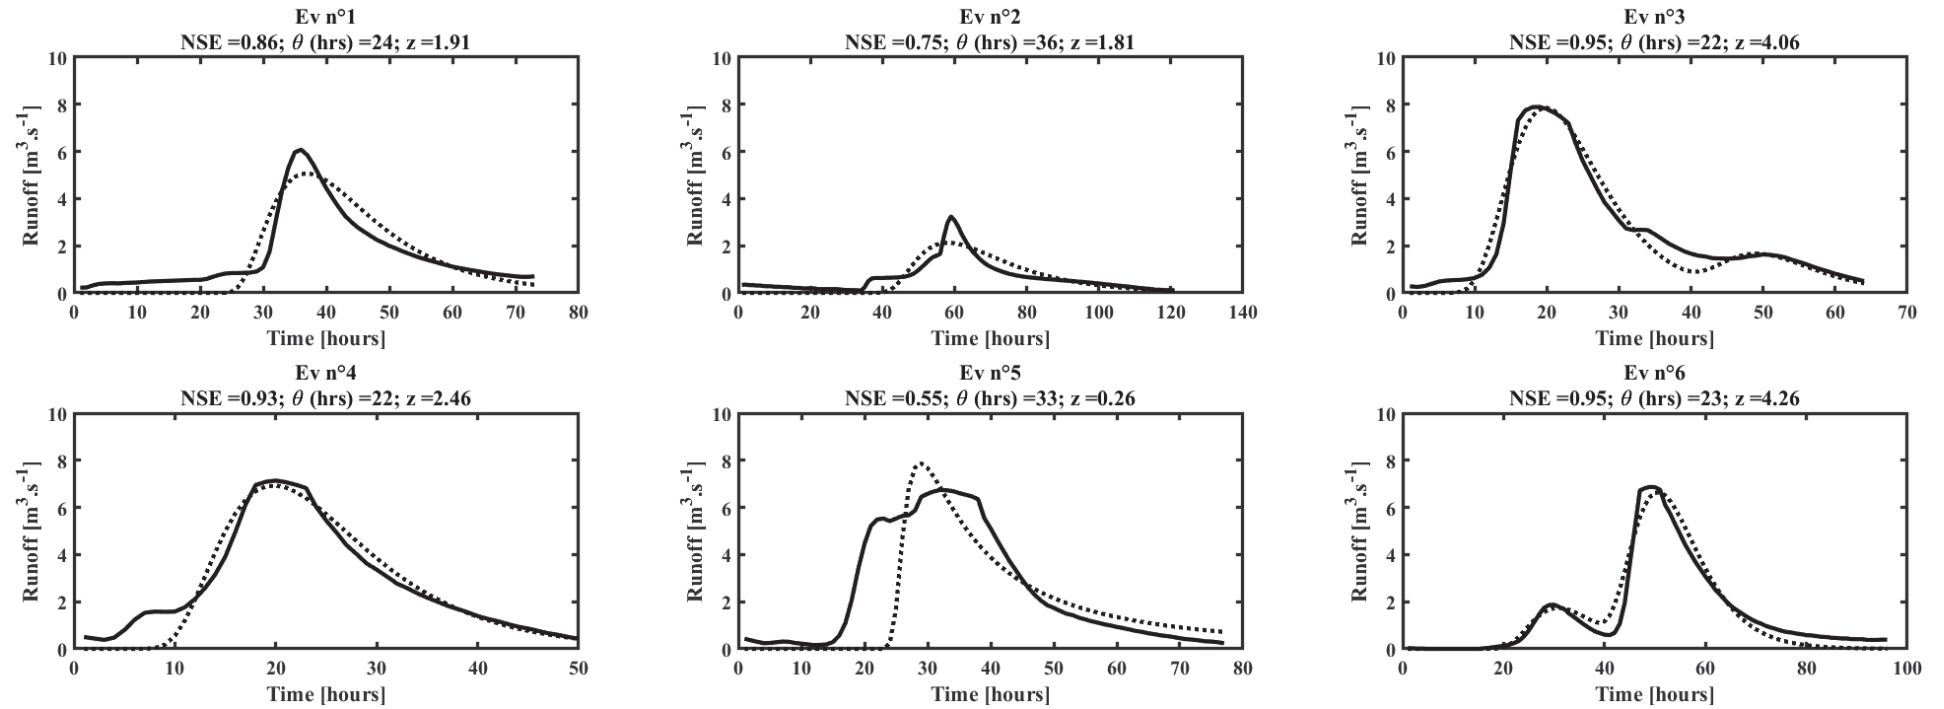 Ev n°1
NSE =0.86; θ (hrs) =24; z =1.91
Runoff [m³.s⁻¹]
10
8
6
4
2
0
0 10 20 30 40 50 60 70 80
Time [hours]
Ev n°2
NSE =0.75; θ (hrs) =36; z =1.81
Runoff [m³.s⁻¹]
10
8
6
4
2
0
0 20 40 60 80 100 120 140
Time [hours]
Ev n°3
NSE =0.95; θ (hrs) =22; z =4.06
Runoff [m³.s⁻¹]
10
8
6
4
2
0
0 10 20 30 40 50 60 70
Time [hours]
Ev n°4
NSE =0.93; θ (hrs) =22; z =2.46
Runoff [m³.s⁻¹]
10
8
6
4
2
0
0 10 20 30 40 50
Time [hours]
Ev n°5
NSE =0.55; θ (hrs) =33; z =0.26
Runoff [m³.s⁻¹]
10
8
6
4
2
0
0 10 20 30 40 50 60 70 80
Time [hours]
Ev n°6
NSE =0.95; θ (hrs) =23; z =4.26
Runoff [m³.s⁻¹]
10
8
6
4
2
0
0 20 40 60 80 100
Time [hours]